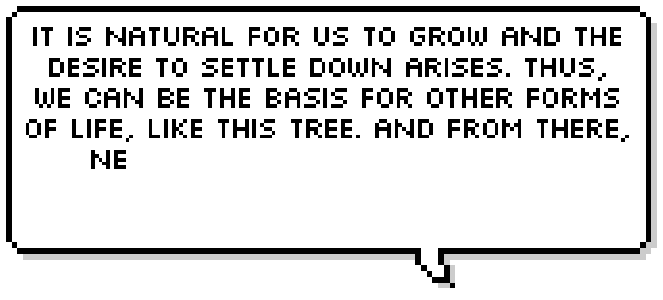 IT IS NATURAL FOR US TO GROW AND THE
DESIRE TO SETTLE DOWN ARISES. THUS,
WE CAN BE THE BASIS FOR OTHER FORMS
OF LIFE, LIKE THIS TREE. AND FROM THERE,
NE